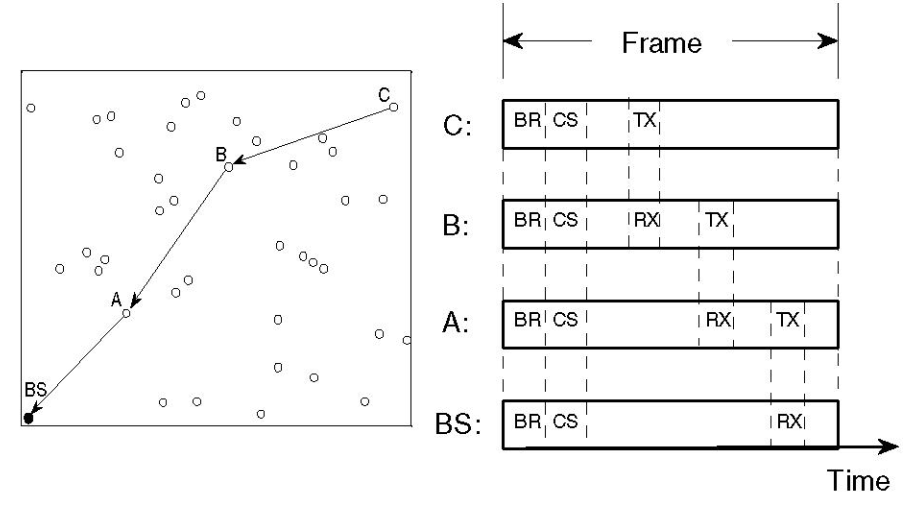 Frame
C
B
A
BS
C: BR CS TX
B: BR CS RX TX
A: BR CS RX TX
BS: BR CS RX
Time